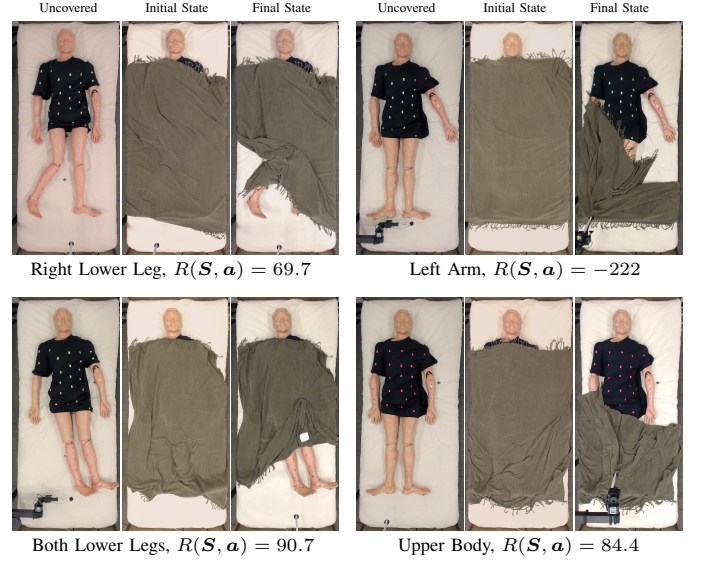 Uncovered Initial State Final State Uncovered Initial State Final State
Right Lower Leg, R(S, a) = 69.7 Left Arm, R(S, a) = −222
Both Lower Legs, R(S, a) = 90.7 Upper Body, R(S, a) = 84.4